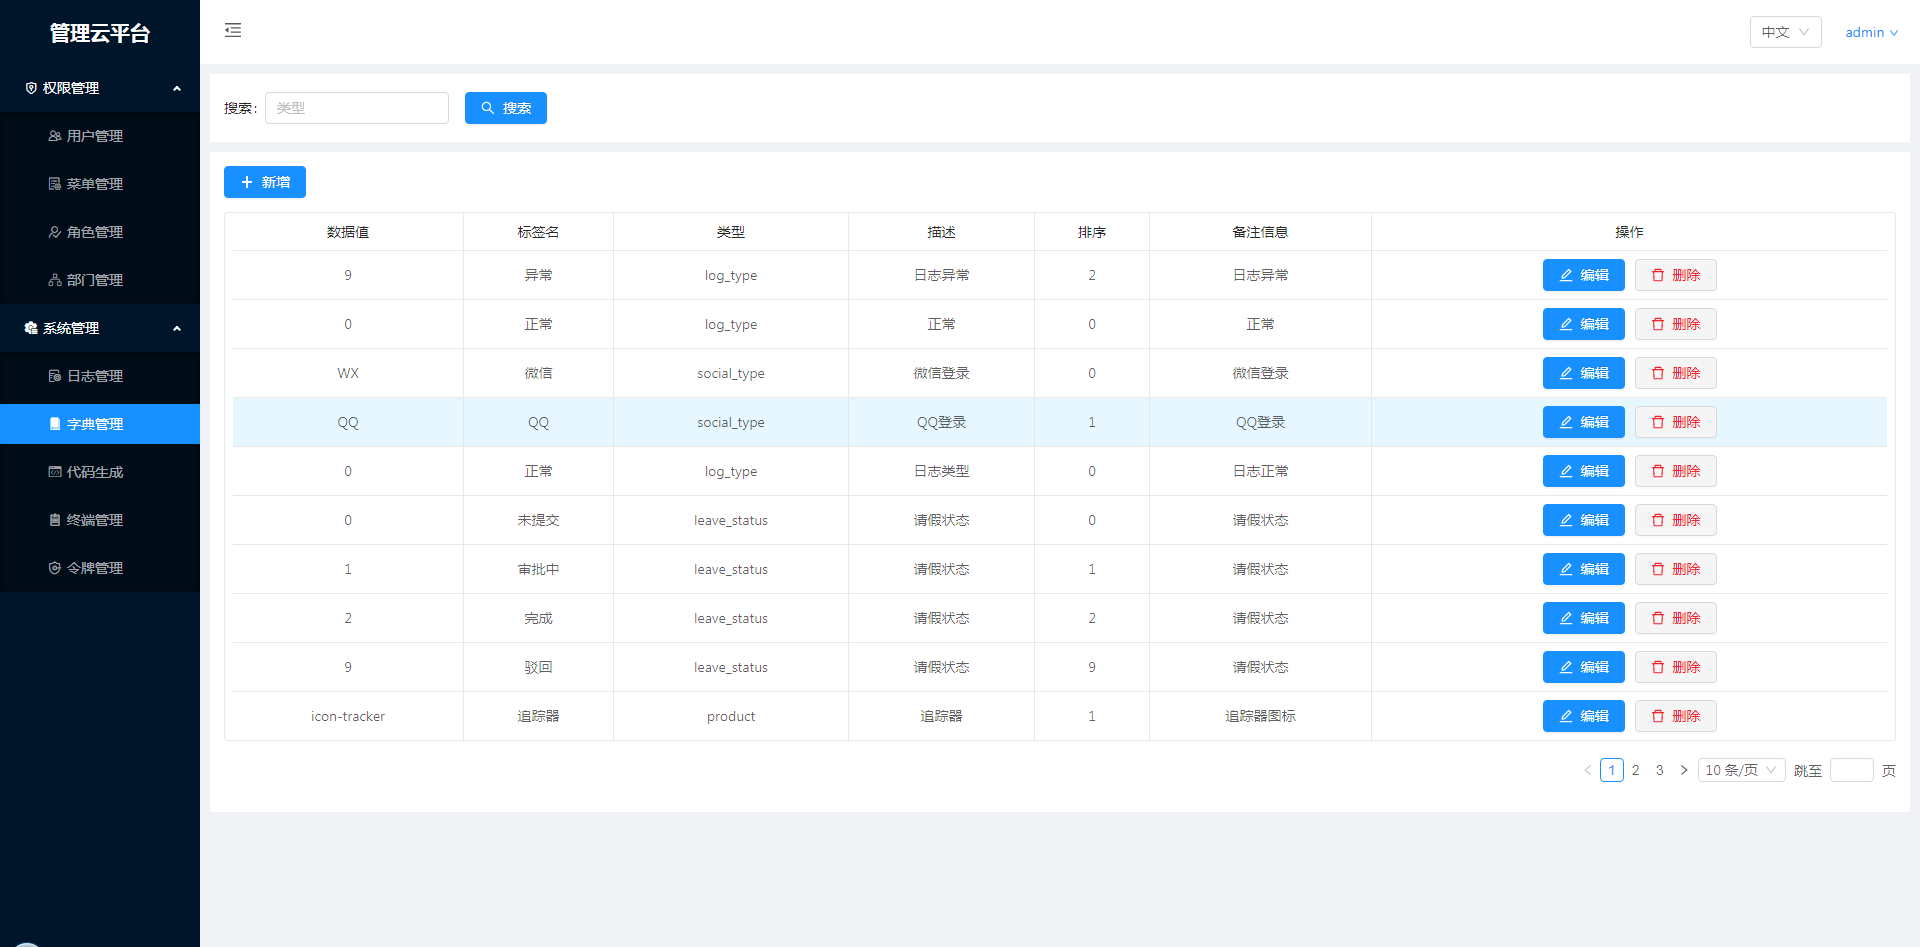 管理云平台
中文
admin
权限管理
用户管理
菜单管理
角色管理
部门管理
系统管理
日志管理
字典管理
代码生成
终端管理
令牌管理
搜索: 类型 搜索
新增
数据值 标签名 类型 描述 排序 备注信息 操作
9 异常 log_type 日志异常 2 日志异常 编辑 删除
0 正常 log_type 正常 0 正常 编辑 删除
WX 微信 social_type 微信登录 0 微信登录 编辑 删除
QQ QQ social_type QQ登录 1 QQ登录 编辑 删除
0 正常 log_type 日志类型 0 日志正常 编辑 删除
0 未提交 leave_status 请假状态 0 请假状态 编辑 删除
1 审批中 leave_status 请假状态 1 请假状态 编辑 删除
2 完成 leave_status 请假状态 2 请假状态 编辑 删除
9 驳回 leave_status 请假状态 9 请假状态 编辑 删除
icon-tracker 追踪器 product 追踪器 1 追踪器图标 编辑 删除
1 2 3 10 条/页 跳至 页